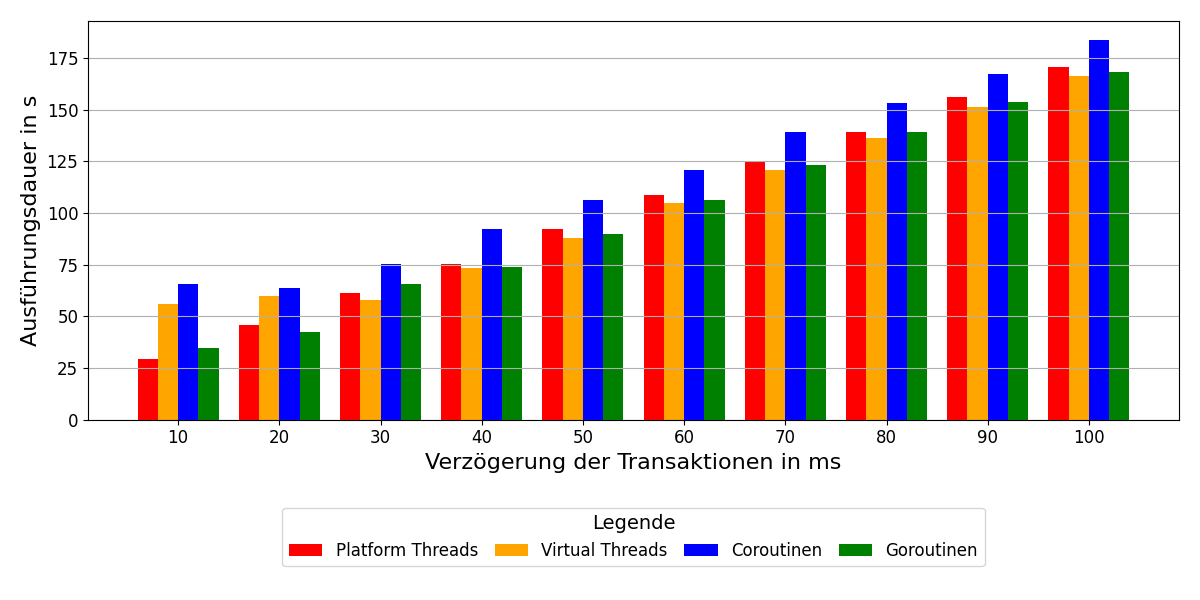 Ausführungsdauer in s
175
150
125
100
75
50
25
0
10 20 30 40 50 60 70 80 90 100
Verzögerung der Transaktionen in ms
Legende
Platform Threads Virtual Threads Coroutinen Goroutinen